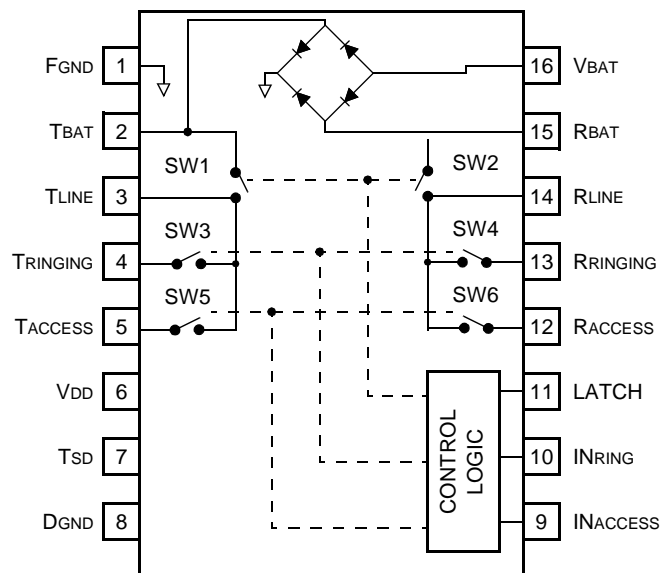 FGND 1
16 VBAT
TBAT 2
15 RBAT
SW1
SW2
TLINE 3
14 RLINE
SW3
SW4
TRINGING 4
13 RRINGING
SW5
SW6
TACCESS 5
12 RACCESS
VDD 6
11 LATCH
TSD 7
10 INRING
DGND 8
9 INACCESS
CONTROL
LOGIC